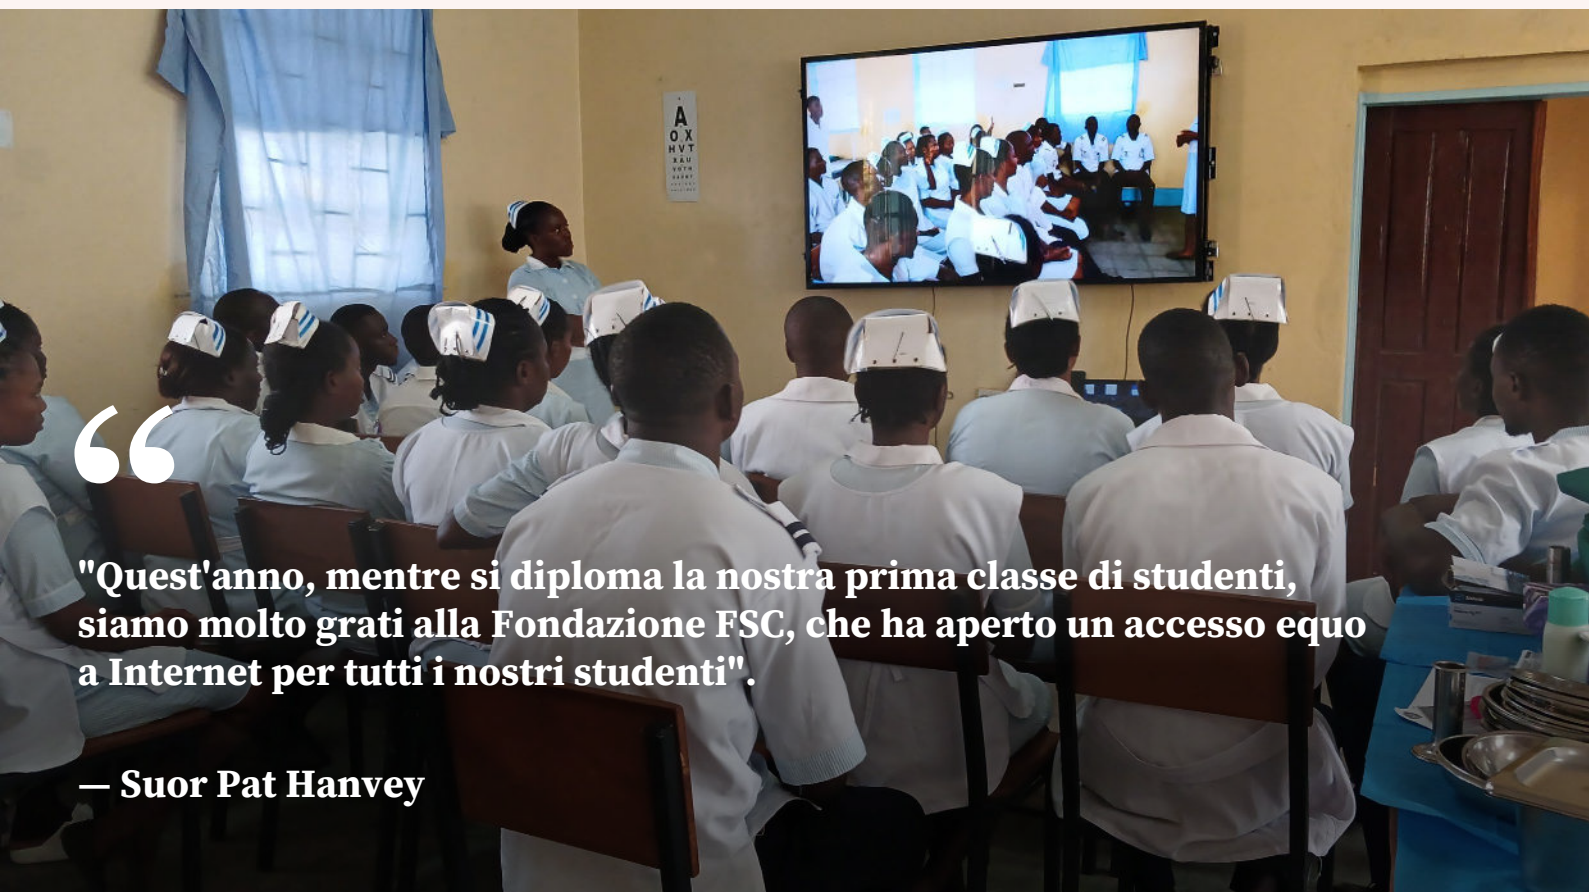 A
O X
H V T
“
"Quest'anno, mentre si diploma la nostra prima classe di studenti,
siamo molto grati alla Fondazione FSC, che ha aperto un accesso equo
a Internet per tutti i nostri studenti".
— Suor Pat Hanvey